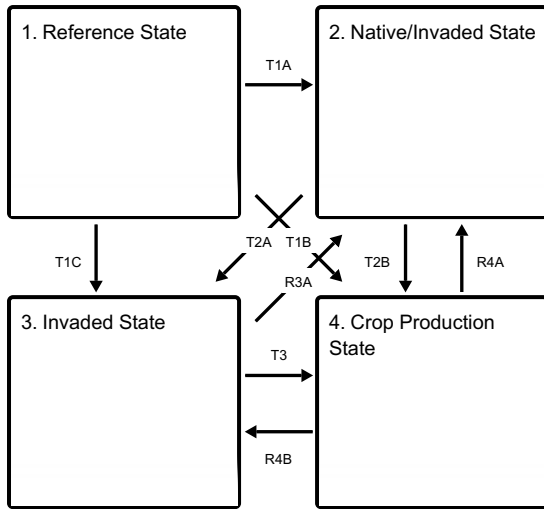 1. Reference State
2. Native/Invaded State
T1A
T2A
T1B
T1C
T2B
R4A
R3A
3. Invaded State
4. Crop Production
State
T3
R4B